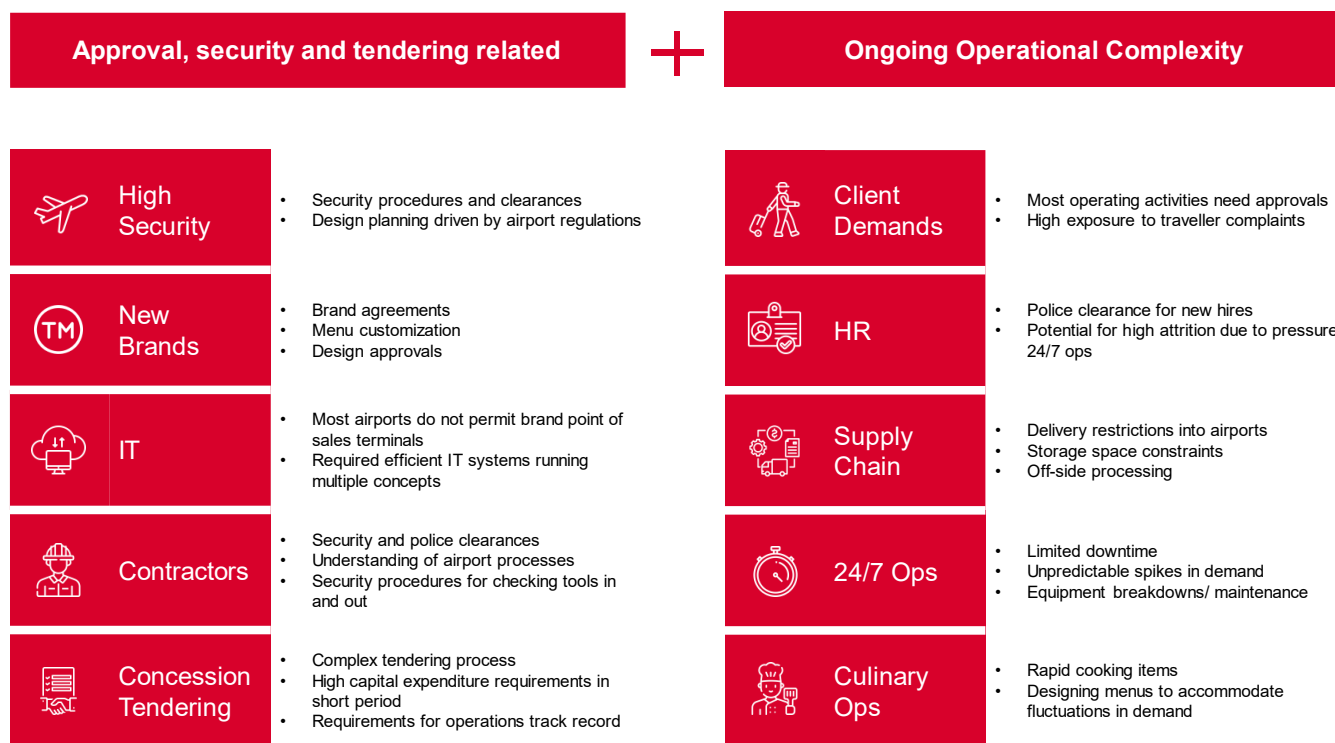 Approval, security and tendering related
+
Ongoing Operational Complexity
High
Security
• Security procedures and clearances
• Design planning driven by airport regulations
TM
New
Brands
• Brand agreements
• Menu customization
• Design approvals
IT
• Most airports do not permit brand point of
sales terminals
• Required efficient IT systems running
multiple concepts
Contractors
• Security and police clearances
• Understanding of airport processes
• Security procedures for checking tools in
and out
Concession
Tendering
• Complex tendering process
• High capital expenditure requirements in
short period
• Requirements for operations track record
Client
Demands
• Most operating activities need approvals
• High exposure to traveller complaints
HR
• Police clearance for new hires
• Potential for high attrition due to pressure
24/7 ops
Supply
Chain
• Delivery restrictions into airports
• Storage space constraints
• Off-side processing
24/7 Ops
• Limited downtime
• Unpredictable spikes in demand
• Equipment breakdowns/ maintenance
Culinary
Ops
• Rapid cooking items
• Designing menus to accommodate
fluctuations in demand